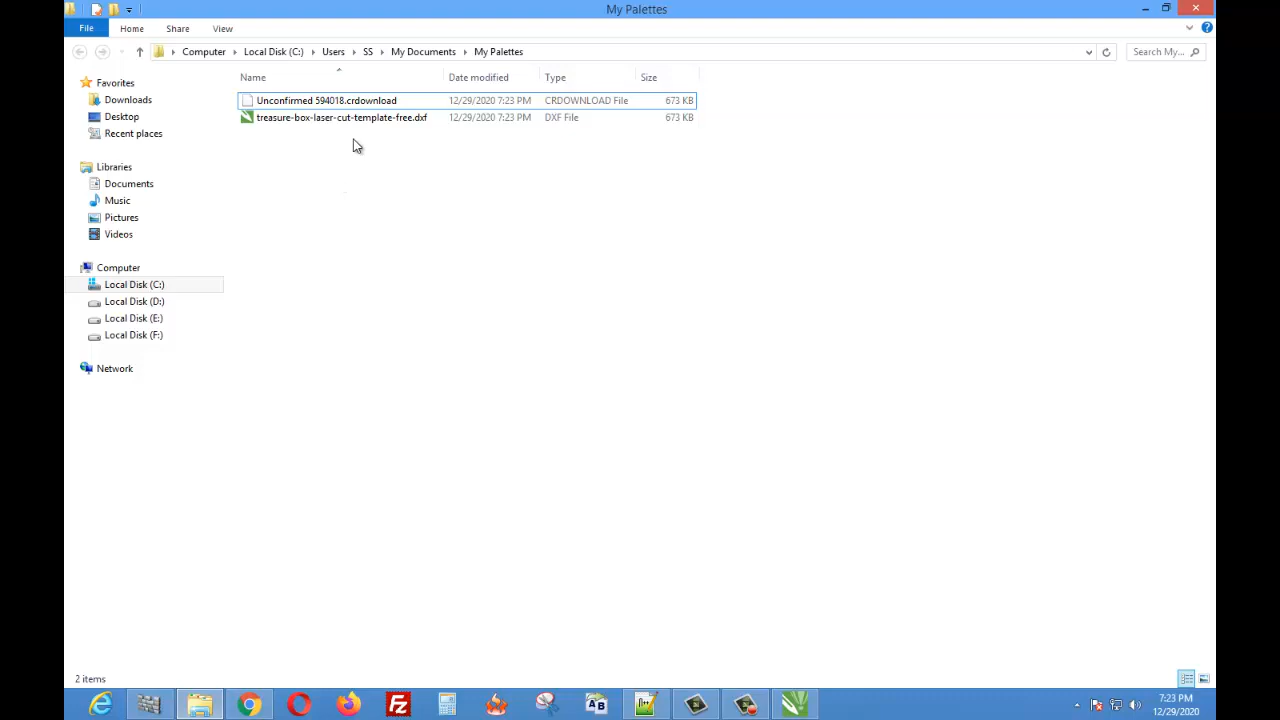 My Palettes
File Home Share View
Computer Local Disk (C:) Users SS My Documents My Palettes Search My...
Name Date modified Type Size
Unconfirmed 594018.crdownload 12/29/2020 7:23 PM CRDOWNLOAD File 673 KB
treasure-box-laser-cut-template-free.dxf 12/29/2020 7:23 PM DXF File 673 KB
Favorites
Downloads
Desktop
Recent places
Libraries
Documents
Music
Pictures
Videos
Computer
Local Disk (C:)
Local Disk (D:)
Local Disk (E:)
Local Disk (F:)
Network
2 items
7:23 PM
12/29/2020